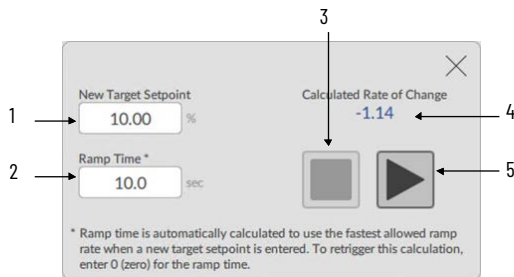 3
New Target Setpoint
Calculated Rate of Change
1
10.00 %
-1.14
4
Ramp Time *
2
10.0 sec
5
* Ramp time is automatically calculated to use the fastest allowed ramp
rate when a new target setpoint is entered. To retrigger this calculation,
enter 0 (zero) for the ramp time.